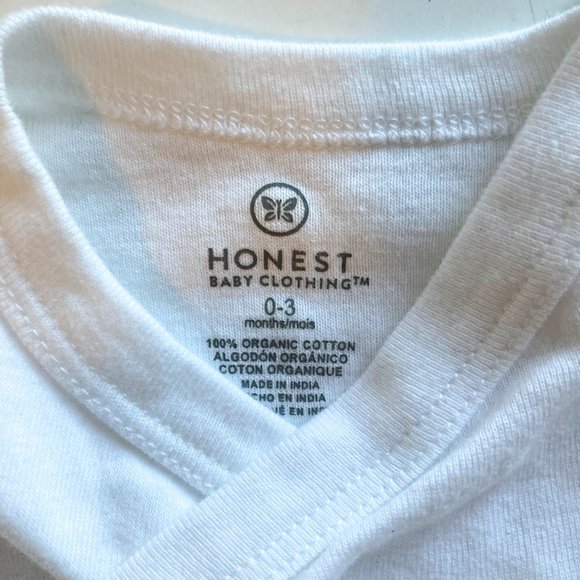 HONEST
BABY CLOTHING™
0-3
months/mois
100% ORGANIC COTTON
ALGODÓN ORGÁNICO
COTON ORGANIQUE
MADE IN INDIA
EN INDIA
EN